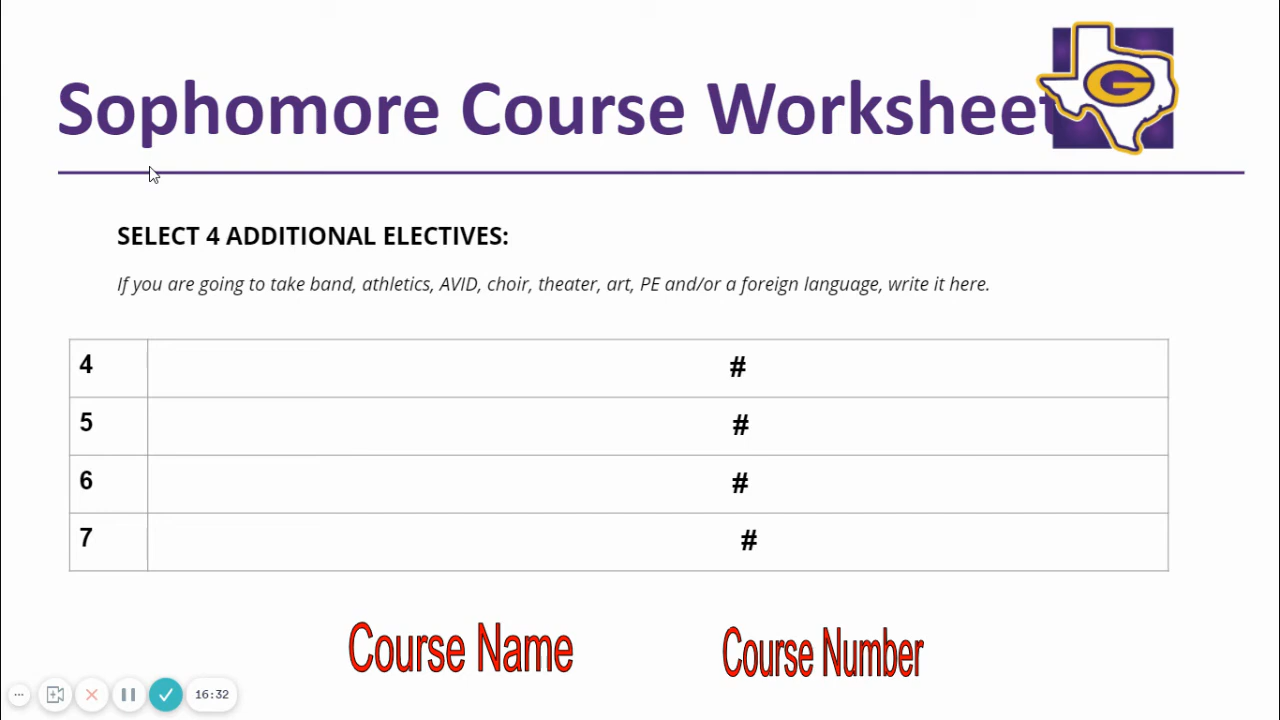 Sophomore Course Worksheet
G
SELECT 4 ADDITIONAL ELECTIVES:
If you are going to take band, athletics, AVID, choir, theater, art, PE and/or a foreign language, write it here.
4 #
5 #
6 #
7 #
Course Name Course Number
16:32